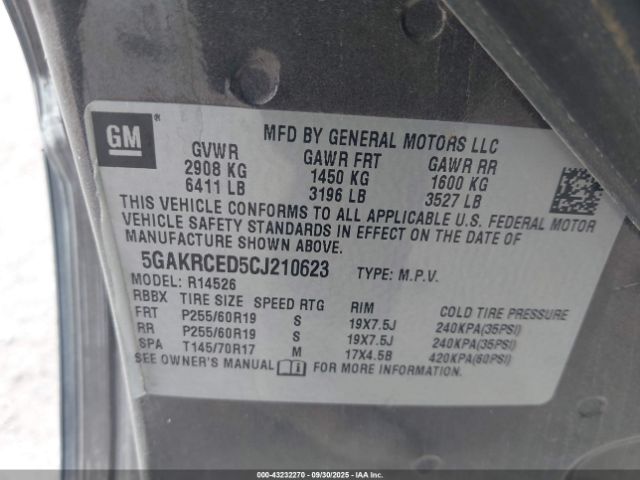 GM®
MFD BY GENERAL MOTORS LLC
GVWR GAWR FRT GAWR RR
2908 KG 1450 KG 1600 KG
6411 LB 3196 LB 3527 LB
THIS VEHICLE CONFORMS TO ALL APPLICABLE U.S. FEDERAL MOTOR
VEHICLE SAFETY STANDARDS IN EFFECT ON THE DATE OF
MANUFACTURE SHOWN ABOVE.
5GAKRCED5CJ210623 TYPE: M.P.V.
MODEL: R14526
RBBX TIRE SIZE SPEED RTG RIM COLD TIRE PRESSURE
FRT P255/60R19 S 19X7.5J 240KPA(35PSI)
RR P255/60R19 S 19X7.5J 240KPA(35PSI)
SPA T145/70R17 M 17X4.5B 420KPA(60PSI)
SEE OWNER'S MANUAL FOR MORE INFORMATION.
000-43232270 - 09/30/2025 - IAAI.COM